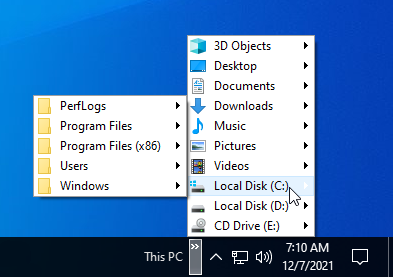 3D Objects
Desktop
Documents
Downloads
Music
Pictures
Videos
Local Disk (C:)
Local Disk (D:)
CD Drive (E:)
PerfLogs
Program Files
Program Files (x86)
Users
Windows
This PC
7:10 AM
12/7/2021